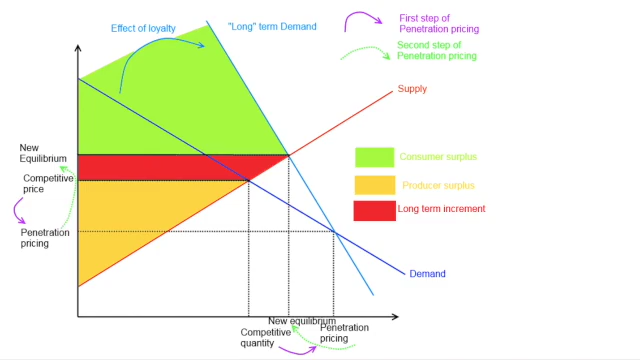 Effect of loyalty
"Long" term Demand
First step of
Penetration pricing
Second step of
Penetration pricing
Supply
New
Equilibrium
Competitive
price
Penetration
pricing
Consumer surplus
Producer surplus
Long term increment
Demand
New equilibrium
Competitive
quantity
Penetration
pricing